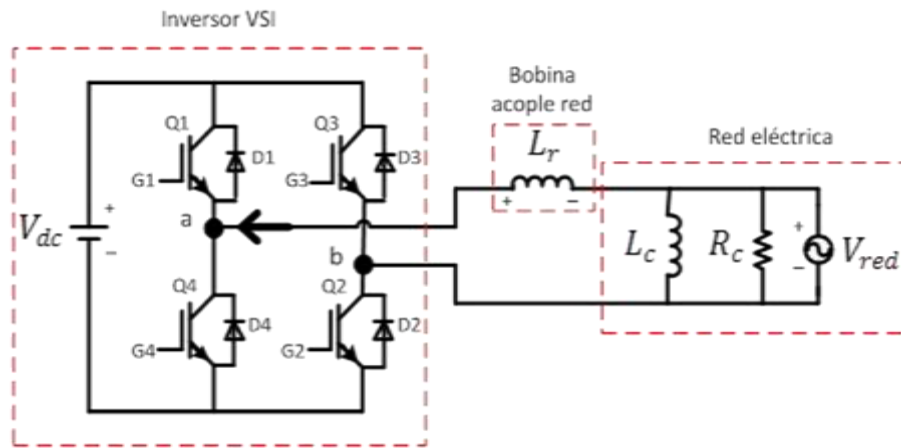 Inversor VSI
Bobina
acople red
Red eléctrica
Q1
Q3
D1
D3
G1
G3
L_r
+ −
a
b
V_dc
+
−
L_c
R_c
+
−
V_red
Q4
Q2
D4
D2
G4
G2